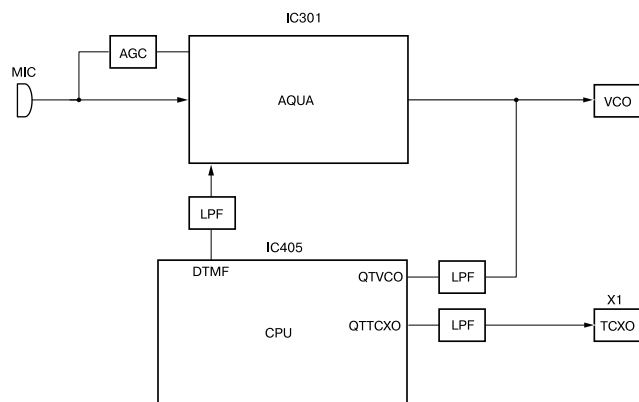 IC301
AGC
MIC
AQUA
VCO
LPF
IC405
DTMF
QTVCO
LPF
X1
QTTCXO
LPF
TCXO
CPU